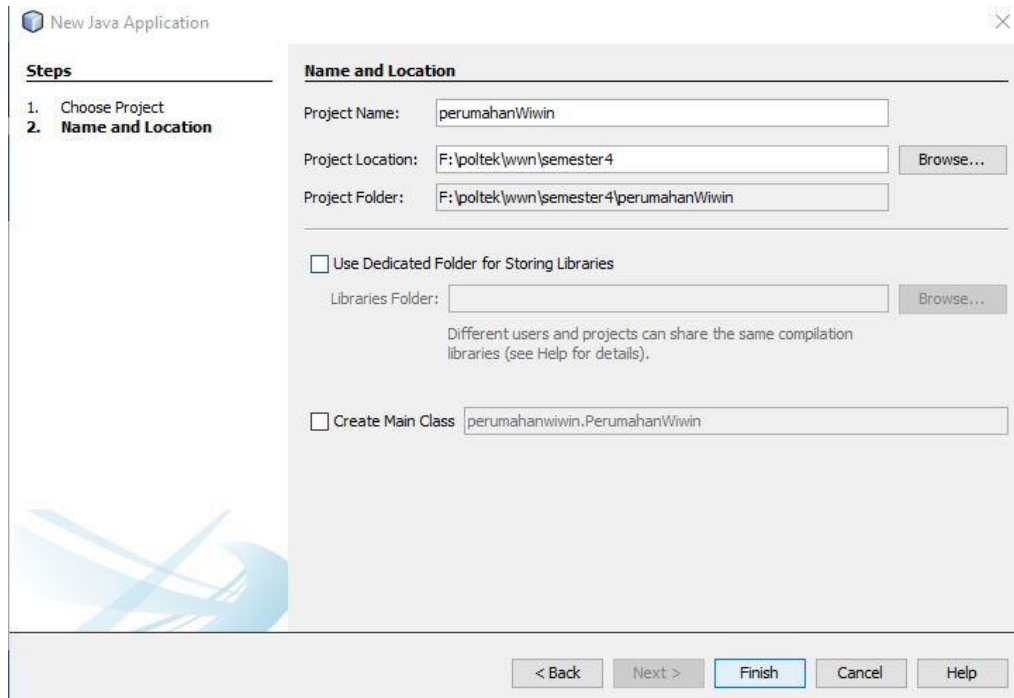 New Java Application
Steps
1. Choose Project
2. Name and Location
Name and Location
Project Name: perumahanWiwin
Project Location: F:\poltek\wwn\semester4 Browse...
Project Folder: F:\poltek\wwn\semester4\perumahanWiwin
Use Dedicated Folder for Storing Libraries
Libraries Folder: Browse...
Different users and projects can share the same compilation
libraries (see Help for details).
Create Main Class perumahanwiwin.PerumahanWiwin
< Back Next > Finish Cancel Help